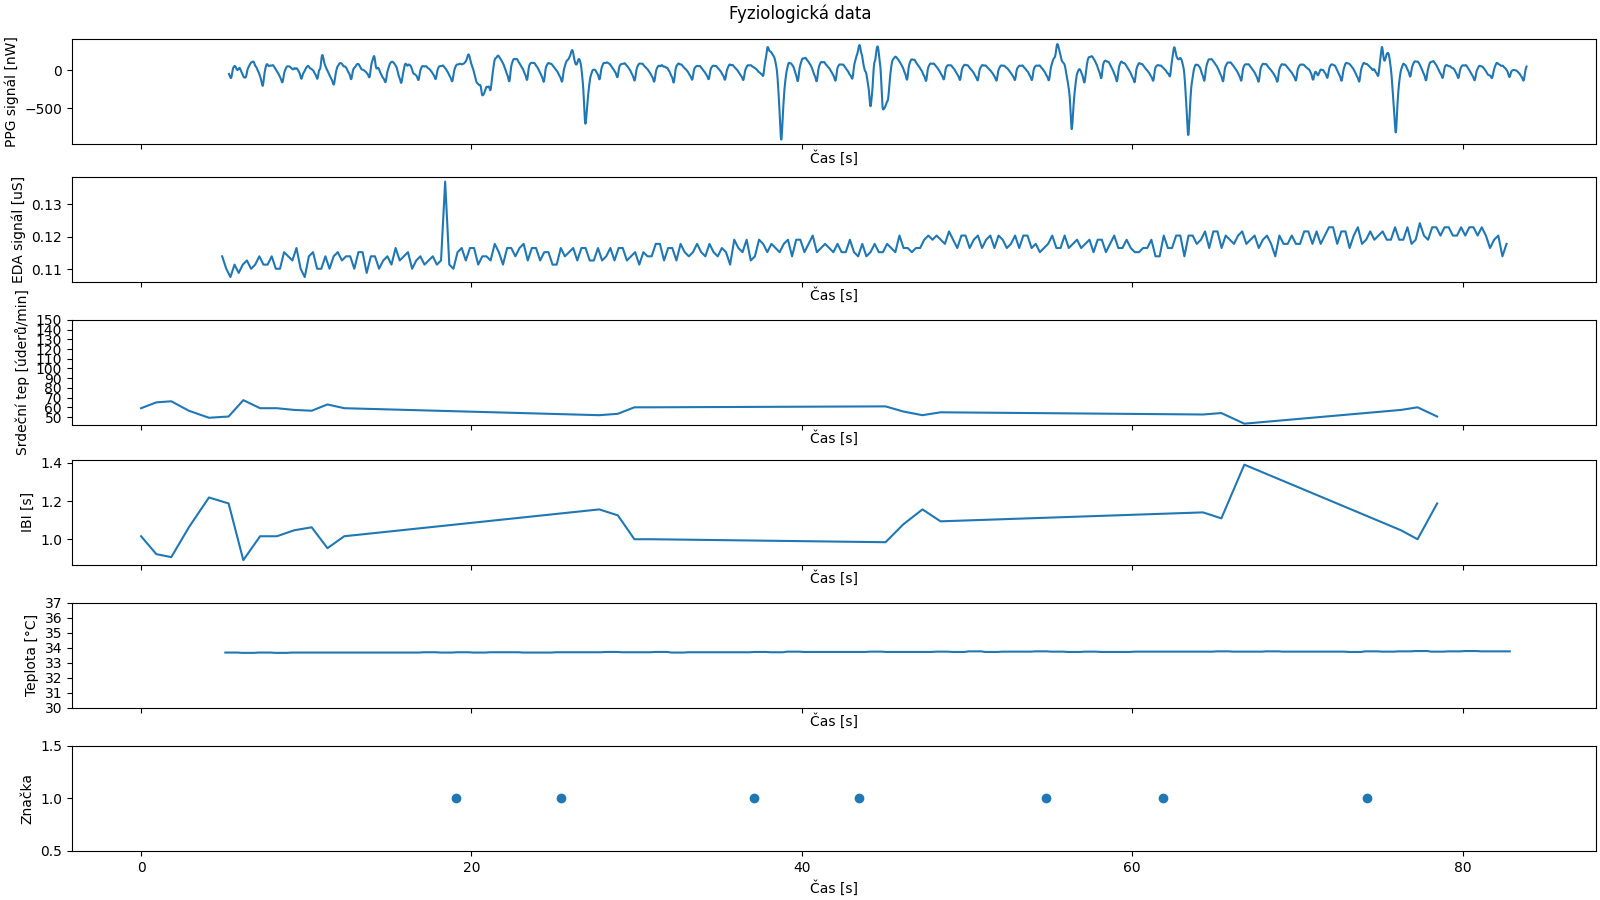 Fyziologická data
PPG signál [nW]
0
−500
Čas [s]
EDA signál [uS]
0.13
0.12
0.11
Čas [s]
Srdeční tep [úderů/min]
150
140
130
120
110
100
90
80
70
60
50
Čas [s]
IBI [s]
1.4
1.2
1.0
Čas [s]
Teplota [°C]
37
36
35
34
33
32
31
30
Čas [s]
Značka
1.5
1.0
0.5
0 20 40 60 80
Čas [s]